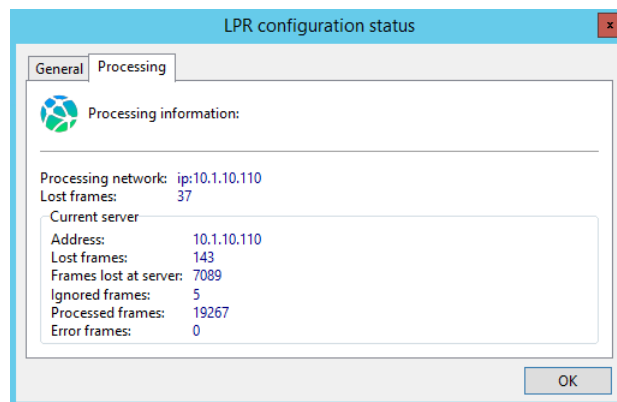 LPR configuration status
x
General Processing
Processing information:
Processing network: ip:10.1.10.110
Lost frames: 37
Current server
Address: 10.1.10.110
Lost frames: 143
Frames lost at server: 7089
Ignored frames: 5
Processed frames: 19267
Error frames: 0
OK